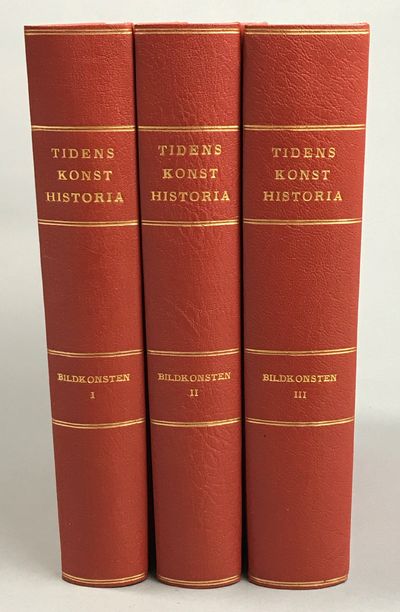 TIDENS
KONST
HISTORIA
BILDKONSTEN
I
TIDENS
KONST
HISTORIA
BILDKONSTEN
II
TIDENS
KONST
HISTORIA
BILDKONSTEN
III